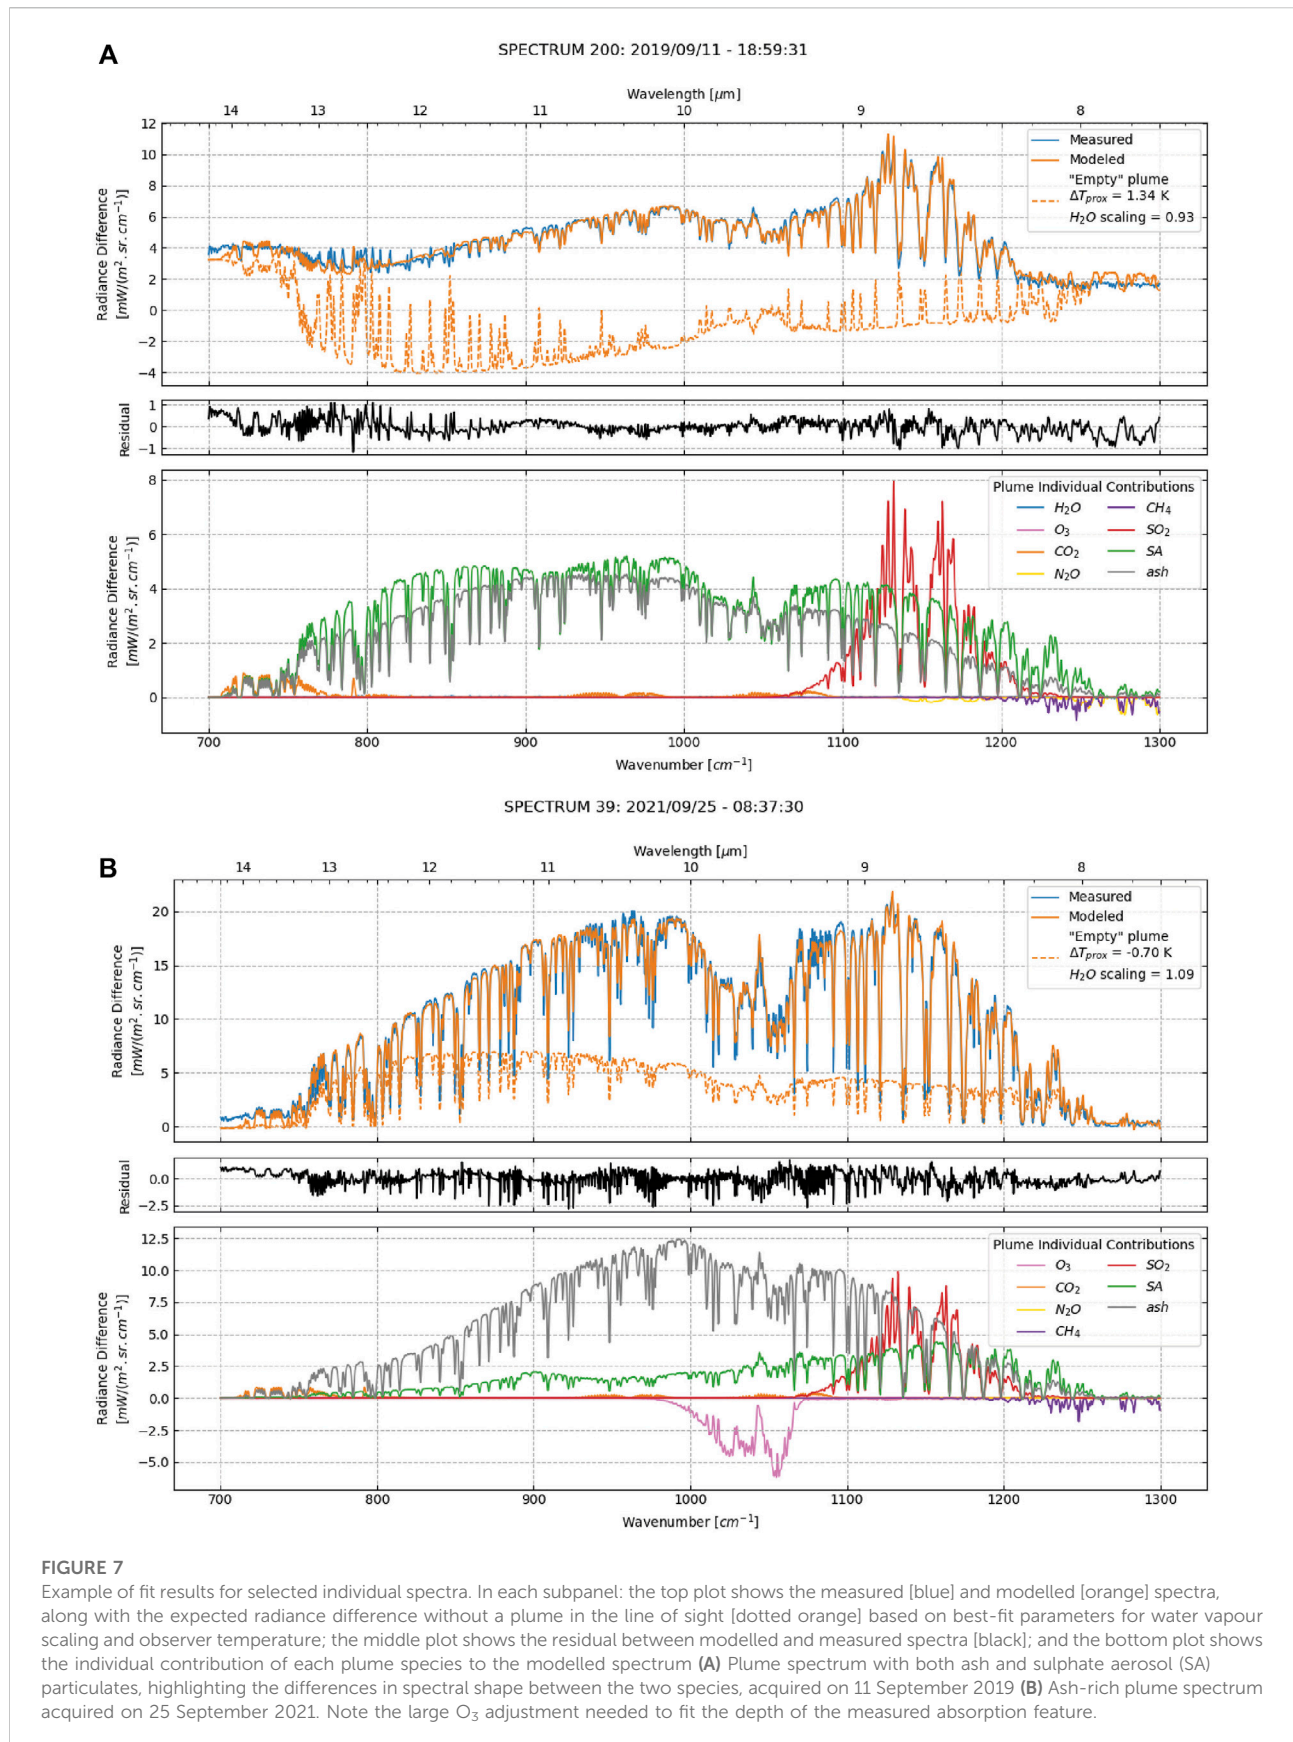 A
SPECTRUM 200: 2019/09/11 - 18:59:31
Wavelength [μm]
14 13 12 11 10 9 8
12
10
8
6
4
2
0
−2
−4
Radiance Difference
[mW/(m². sr. cm⁻¹)]
Measured
Modeled
"Empty" plume
ΔTprox = 1.34 K
H₂O scaling = 0.93
1
0
−1
Residual
8
6
4
2
0
Radiance Difference
[mW/(m². sr. cm⁻¹)]
Plume Individual Contributions
H₂O CH₄
O₃ SO₂
CO₂ SA
N₂O ash
700 800 900 1000 1100 1200 1300
Wavenumber [cm⁻¹]
SPECTRUM 39: 2021/09/25 - 08:37:30
B
Wavelength [μm]
14 13 12 11 10 9 8
20
15
10
5
0
Radiance Difference
[mW/(m². sr. cm⁻¹)]
Measured
Modeled
"Empty" plume
ΔTprox = -0.70 K
H₂O scaling = 1.09
0.0
−2.5
Residual
12.5
10.0
7.5
5.0
2.5
0.0
−2.5
−5.0
Radiance Difference
[mW/(m². sr. cm⁻¹)]
Plume Individual Contributions
O₃ SO₂
CO₂ SA
N₂O ash
CH₄
700 800 900 1000 1100 1200 1300
Wavenumber [cm⁻¹]
FIGURE 7
Example of fit results for selected individual spectra. In each subpanel: the top plot shows the measured [blue] and modelled [orange] spectra,
along with the expected radiance difference without a plume in the line of sight [dotted orange] based on best-fit parameters for water vapour
scaling and observer temperature; the middle plot shows the residual between modelled and measured spectra [black]; and the bottom plot shows
the individual contribution of each plume species to the modelled spectrum (A) Plume spectrum with both ash and sulphate aerosol (SA)
particulates, highlighting the differences in spectral shape between the two species, acquired on 11 September 2019 (B) Ash-rich plume spectrum
acquired on 25 September 2021. Note the large O₃ adjustment needed to fit the depth of the measured absorption feature.